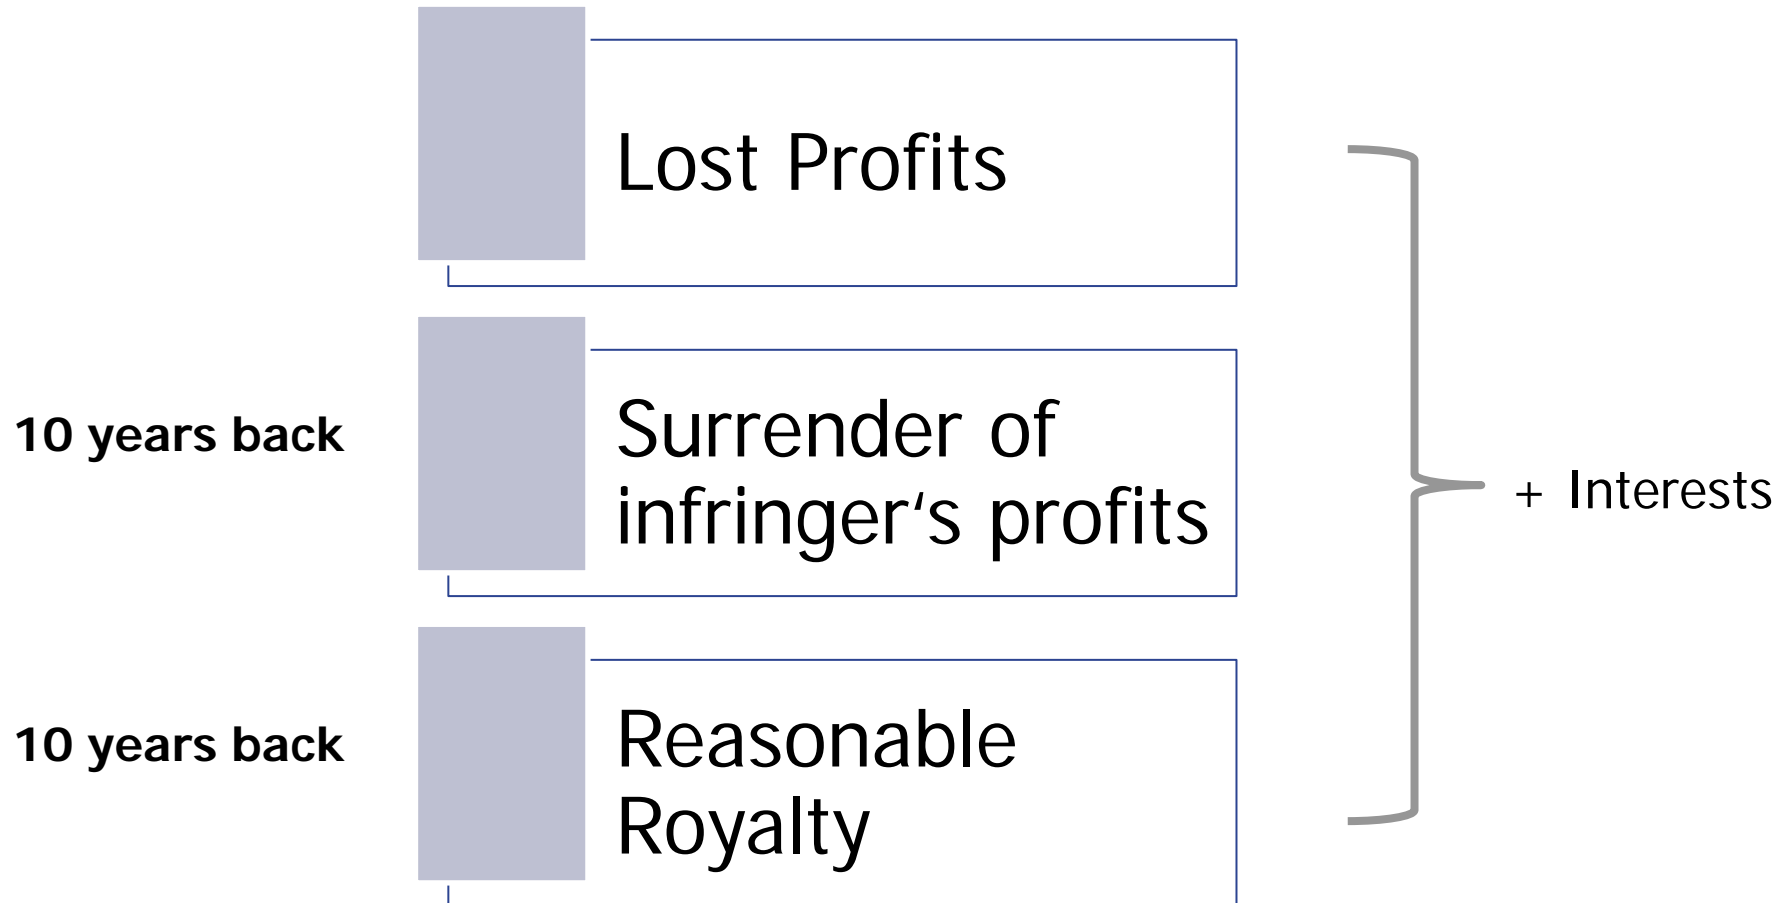 Lost Profits
10 years back
Surrender of
infringer‘s profits
+ Interests
10 years back
Reasonable
Royalty